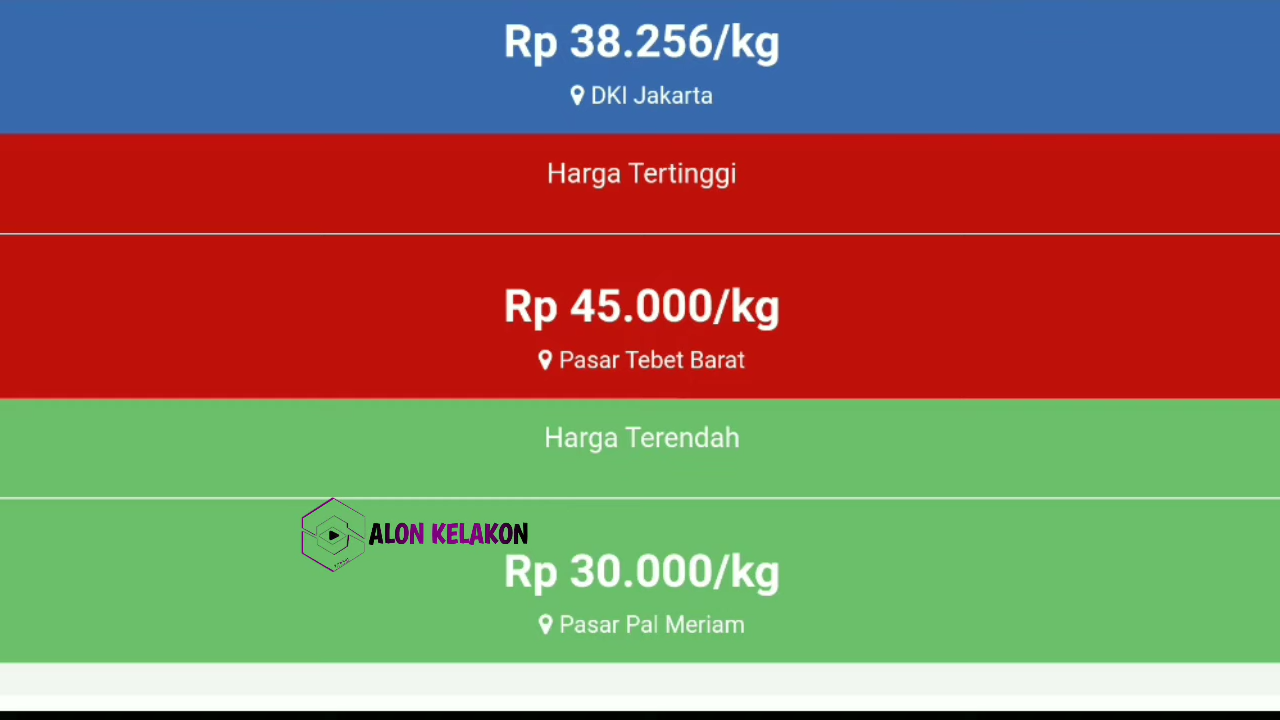 Rp 38.256/kg
DKI Jakarta
Harga Tertinggi
Rp 45.000/kg
Pasar Tebet Barat
Harga Terendah
ALON KELAKON
Rp 30.000/kg
Pasar Pal Meriam